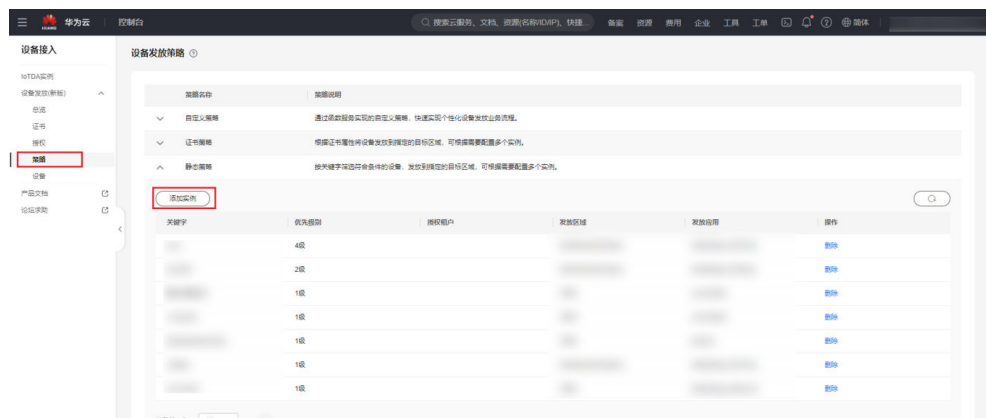 华为云
HUAWEI
控制台
搜索云服务、文档、资源(名称/ID/IP)、快捷...
备案 资源 费用 企业 工具 工单 简体
设备接入
IoTDA实例
设备发放(新版)
总览
证书
授权
策略
设备
产品文档
论坛求助
设备发放策略
策略名称 策略说明
自定义策略 通过函数服务实现的自定义策略，快速实现个性化设备发放业务流程。
证书策略 根据证书属性将设备发放到指定的目标区域，可根据需要配置多个实例。
静态策略 按关键字筛选符合条件的设备，发放到指定的目标区域，可根据需要配置多个实例。
添加实例
关键字 优先级别 授权租户 发放区域 发放应用 操作
4级 删除
2级 删除
1级 删除
1级 删除
1级 删除
1级 删除
1级 删除